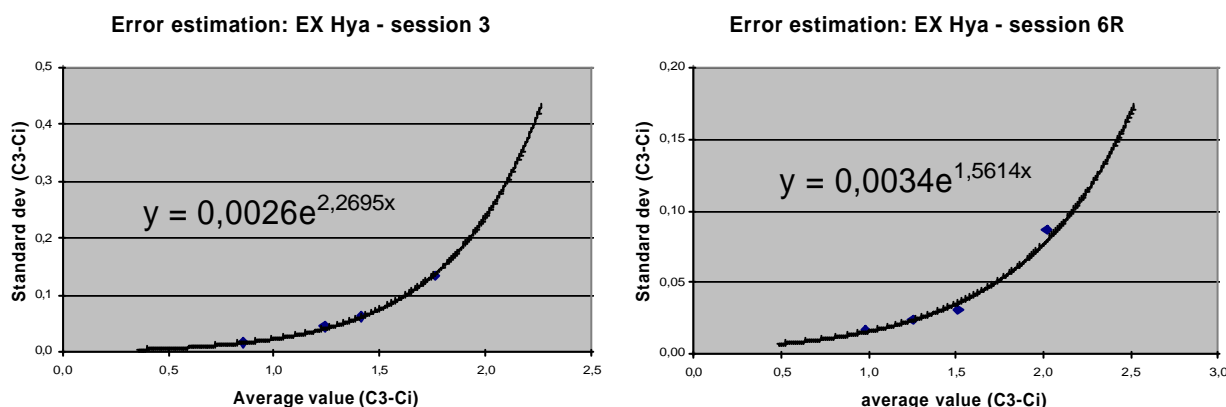 Error estimation: EX Hya - session 3
0,5
0,4
0,3
0,2
0,1
0,0
Standard dev (C3-Ci)
y = 0,0026e^2,2695x
0,0 0,5 1,0 1,5 2,0 2,5
Average value (C3-Ci)
Error estimation: EX Hya - session 6R
0,20
0,15
0,10
0,05
0,00
Standard dev (C3-Ci)
y = 0,0034e^1,5614x
0,0 0,5 1,0 1,5 2,0 2,5 3,0
average value (C3-Ci)